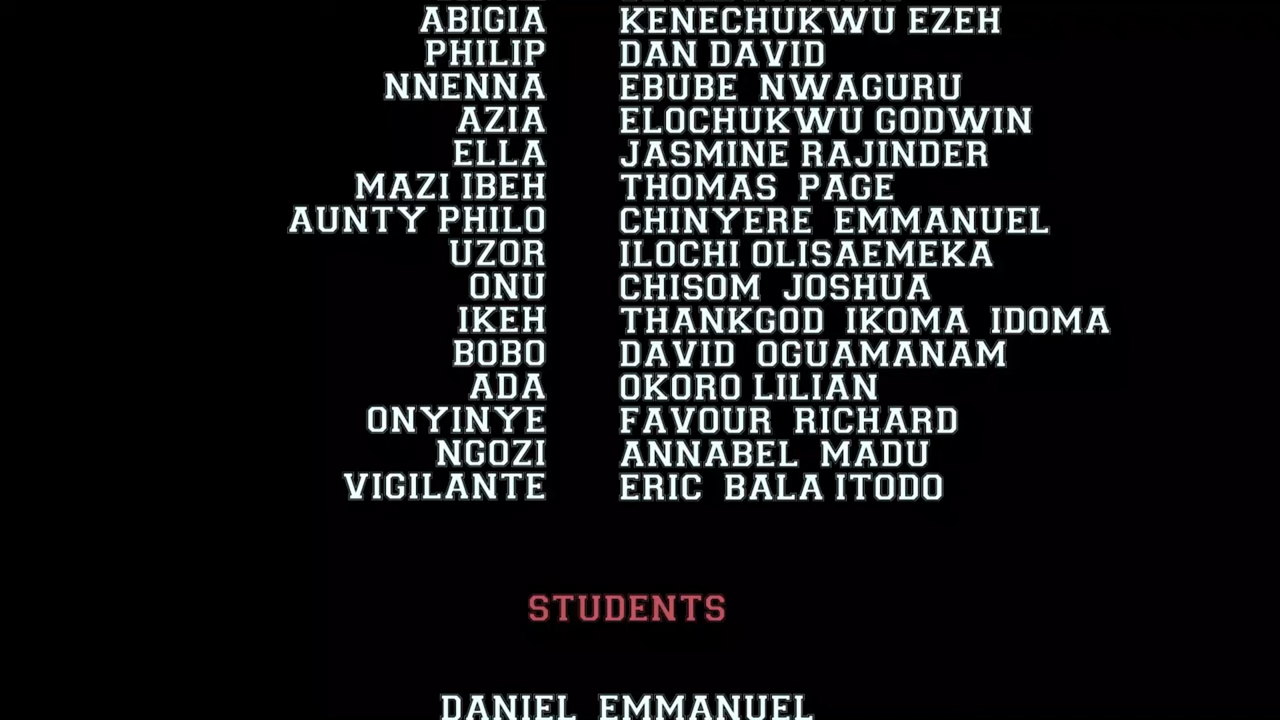 ABIGIA KENECHUKWU EZEH
PHILIP DAN DAVID
NNENNA EBUBE NWAGURU
AZIA ELOCHUKWU GODWIN
ELLA JASMINE RAJINDER
MAZI IBEH THOMAS PAGE
AUNTY PHILO CHINYERE EMMANUEL
UZOR ILOCHI OLISAEMEKA
ONU CHISOM JOSHUA
IKEH THANKGOD IKOMA IDOMA
BOBO DAVID OGUAMANAM
ADA OKORO LILIAN
ONYINYE FAVOUR RICHARD
NGOZI ANNABEL MADU
VIGILANTE ERIC BALA ITODO
STUDENTS
DANIEL EMMANUEL